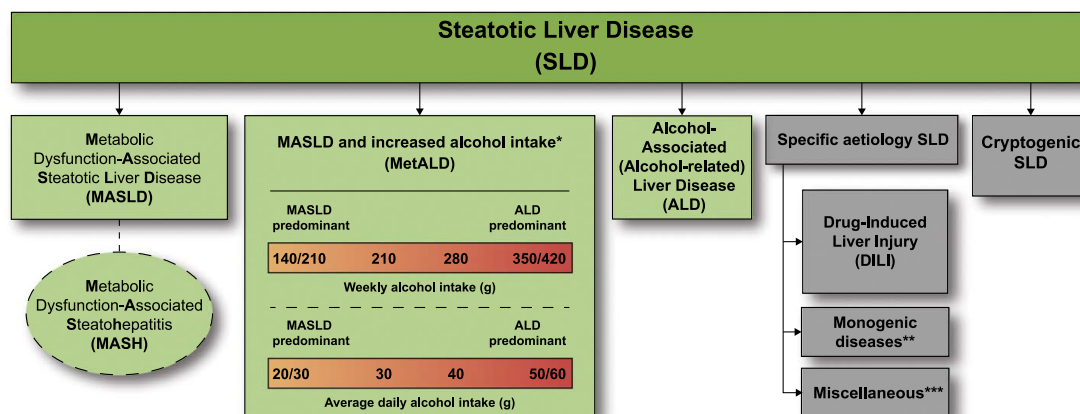 Steatotic Liver Disease
(SLD)
Metabolic
Dysfunction-Associated
Steatotic Liver Disease
(MASLD)
Metabolic
Dysfunction-Associated
Steatohepatitis
(MASH)
MASLD and increased alcohol intake*
(MetALD)
MASLD
predominant
ALD
predominant
140/210 210 280 350/420
Weekly alcohol intake (g)
MASLD
predominant
ALD
predominant
20/30 30 40 50/60
Average daily alcohol intake (g)
Alcohol-
Associated
(Alcohol-related)
Liver Disease
(ALD)
Specific aetiology SLD
Drug-Induced
Liver Injury
(DILI)
Monogenic
diseases**
Miscellaneous***
Cryptogenic
SLD